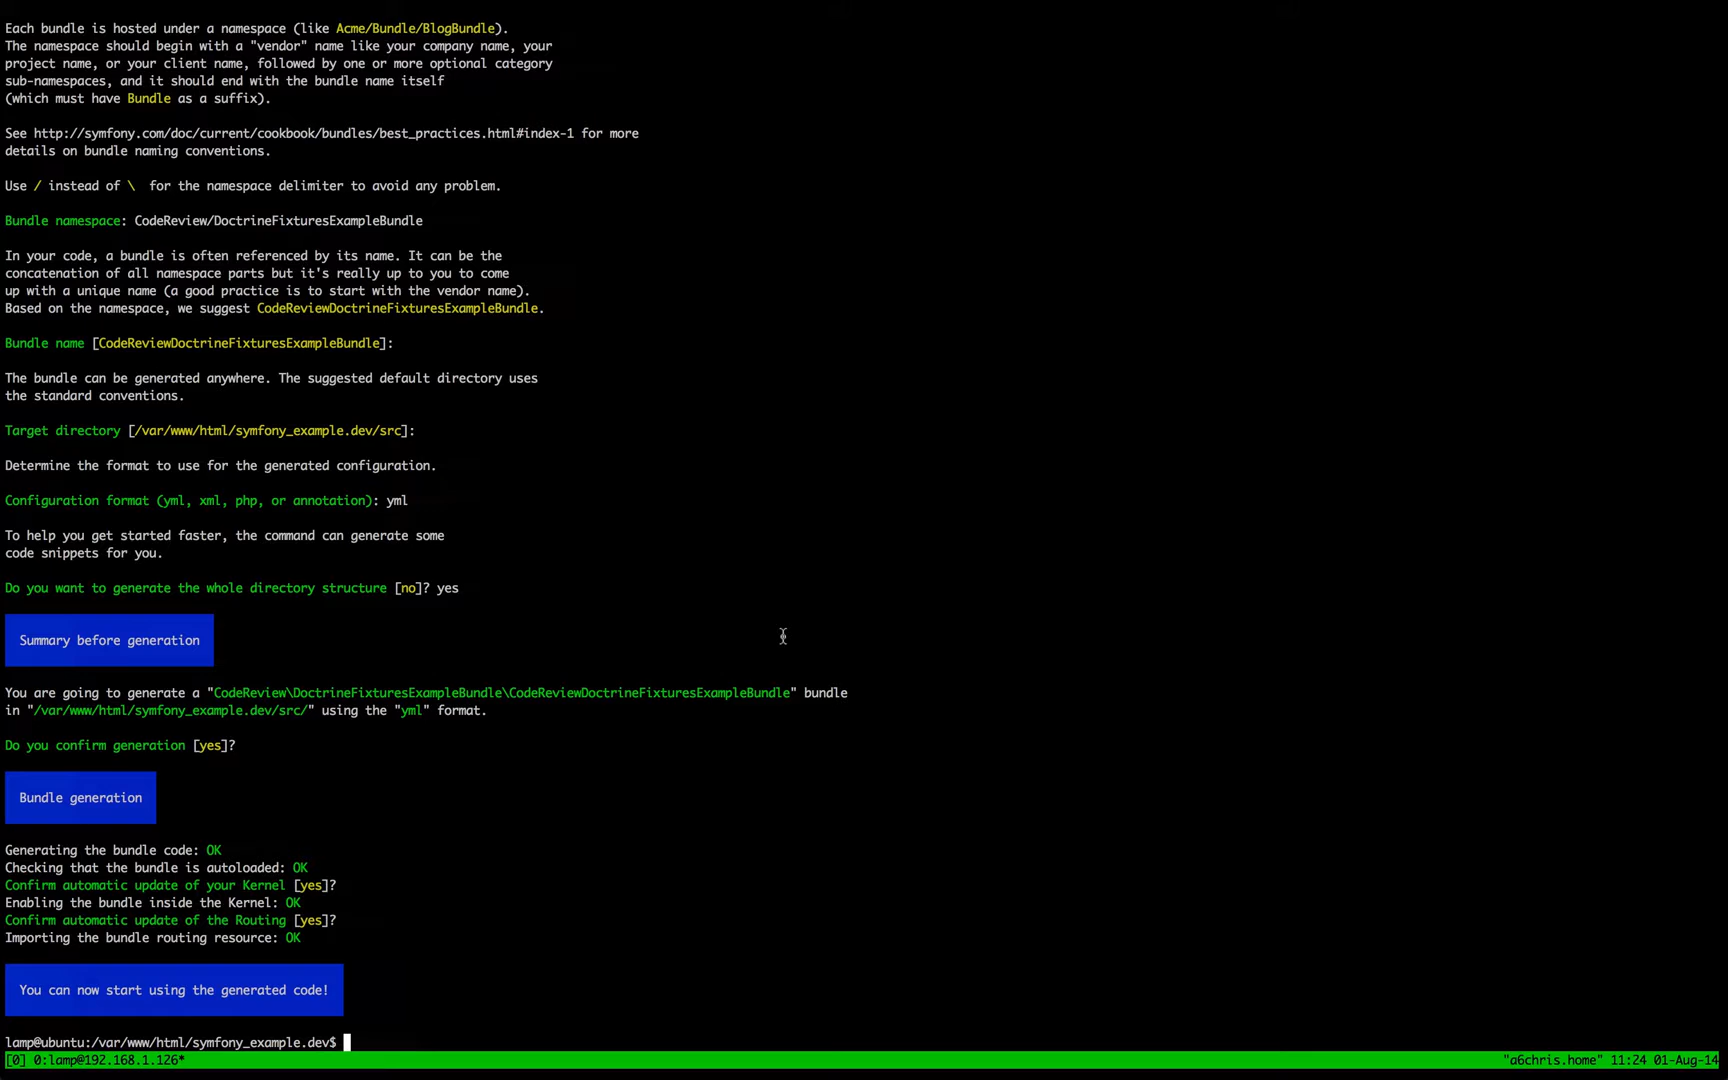 Each bundle is hosted under a namespace (like Acme/Bundle/BlogBundle).
The namespace should begin with a "vendor" name like your company name, your
project name, or your client name, followed by one or more optional category
sub-namespaces, and it should end with the bundle name itself
(which must have Bundle as a suffix).
See http://symfony.com/doc/current/cookbook/bundles/best_practices.html#index-1 for more
details on bundle naming conventions.
Use / instead of \  for the namespace delimiter to avoid any problem.
Bundle namespace: CodeReview/DoctrineFixturesExampleBundle
In your code, a bundle is often referenced by its name. It can be the
concatenation of all namespace parts but it's really up to you to come
up with a unique name (a good practice is to start with the vendor name).
Based on the namespace, we suggest CodeReviewDoctrineFixturesExampleBundle.
Bundle name [CodeReviewDoctrineFixturesExampleBundle]:
The bundle can be generated anywhere. The suggested default directory uses
the standard conventions.
Target directory [/var/www/html/symfony_example.dev/src]:
Determine the format to use for the generated configuration.
Configuration format (yml, xml, php, or annotation): yml
To help you get started faster, the command can generate some
code snippets for you.
Do you want to generate the whole directory structure [no]? yes
Summary before generation
You are going to generate a "CodeReview\DoctrineFixturesExampleBundle\CodeReviewDoctrineFixturesExampleBundle" bundle
in "/var/www/html/symfony_example.dev/src/" using the "yml" format.
Do you confirm generation [yes]?
Bundle generation
Generating the bundle code: OK
Checking that the bundle is autoloaded: OK
Confirm automatic update of your Kernel [yes]?
Enabling the bundle inside the Kernel: OK
Confirm automatic update of the Routing [yes]?
Importing the bundle routing resource: OK
You can now start using the generated code!
lamp@ubuntu:/var/www/html/symfony_example.dev$
[0] 0:lamp@192.168.1.126* "a6chris.home" 11:24 01-Aug-14